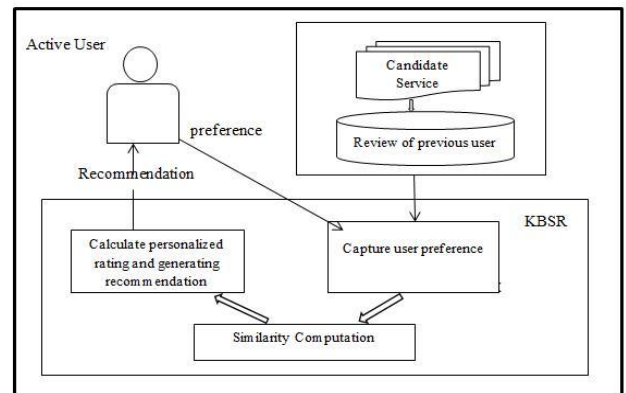 Active User
Candidate
Service
Review of previous user
preference
Recommendation
KBSR
Calculate personalized
rating and generating
recommendation
Capture user preference
Similarity Computation